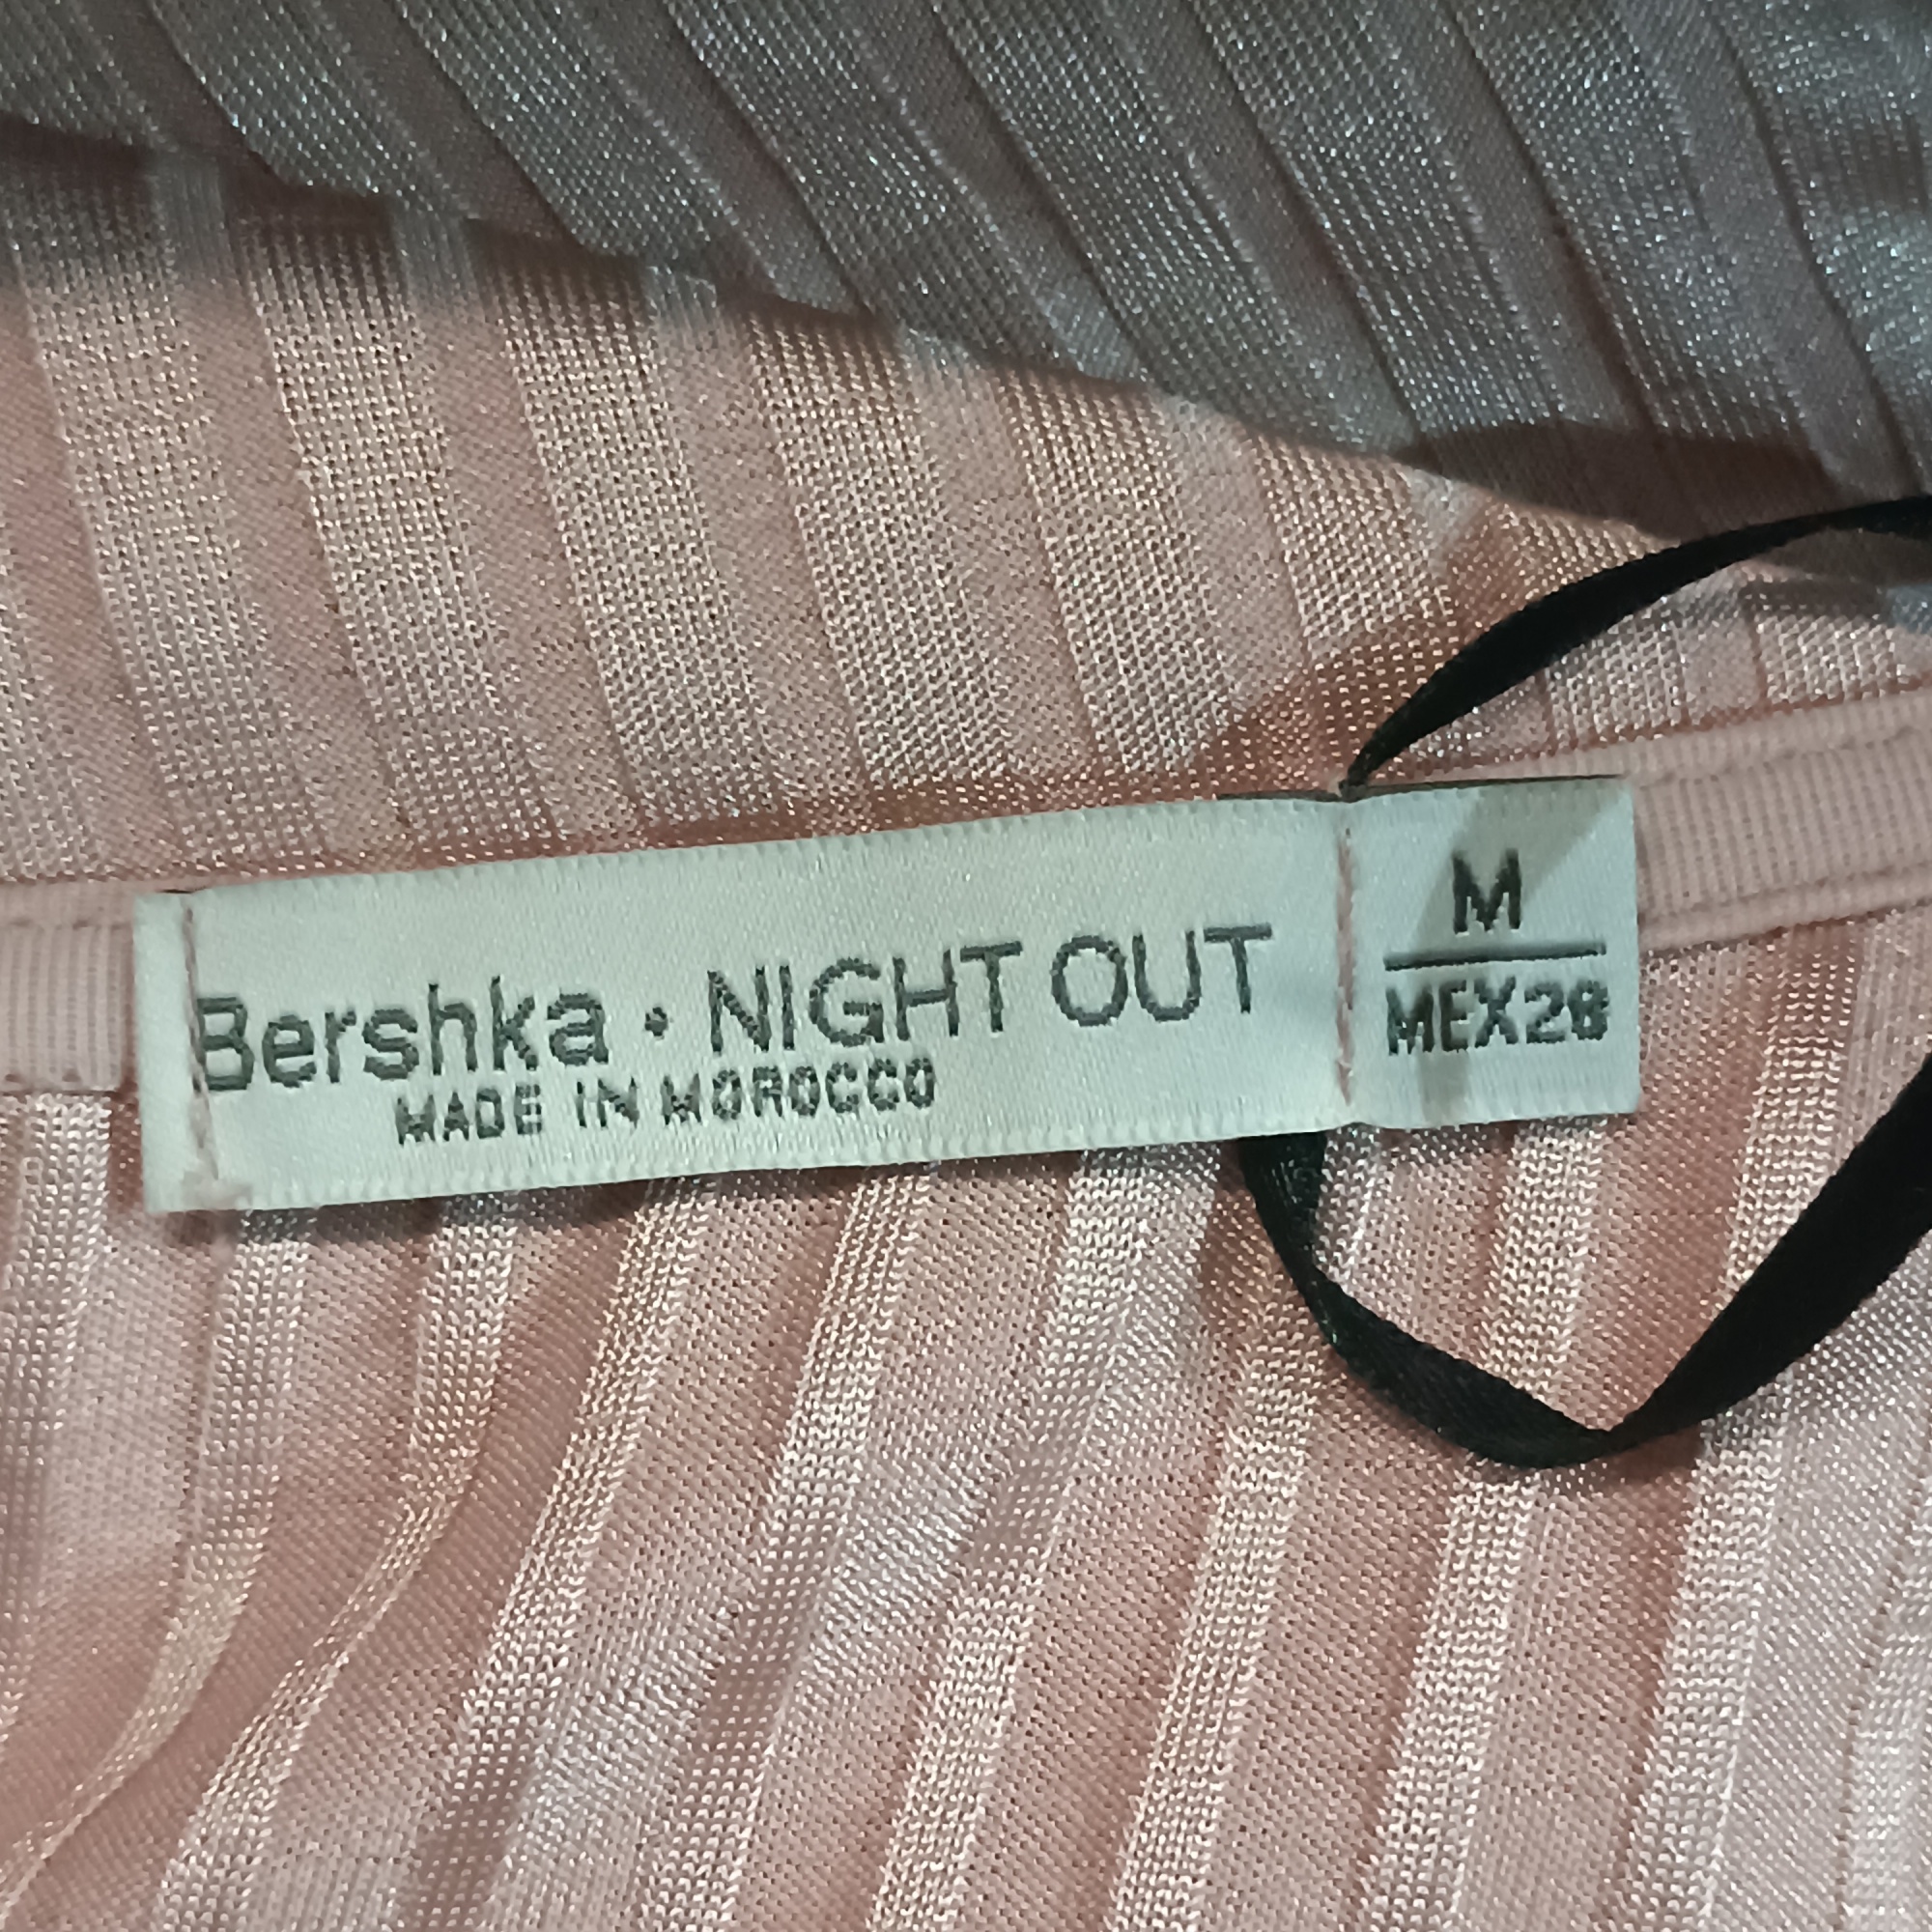 Bershka • NIGHT OUT
MADE IN MOROCCO
M
MEX28